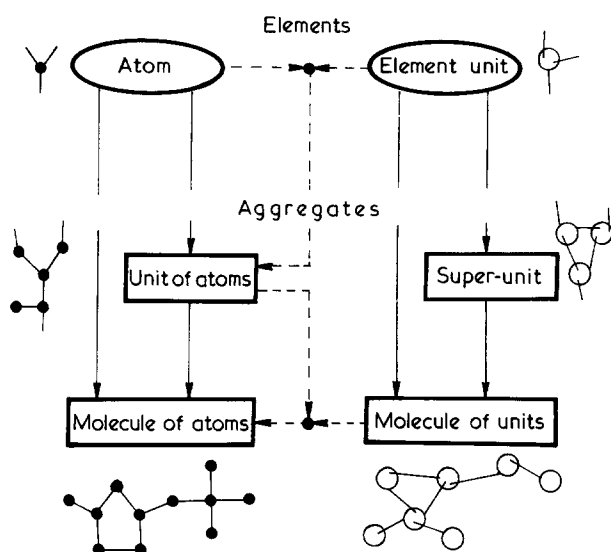 Elements
Atom
Element unit
Aggregates
Unit of atoms
Super-unit
Molecule of atoms
Molecule of units